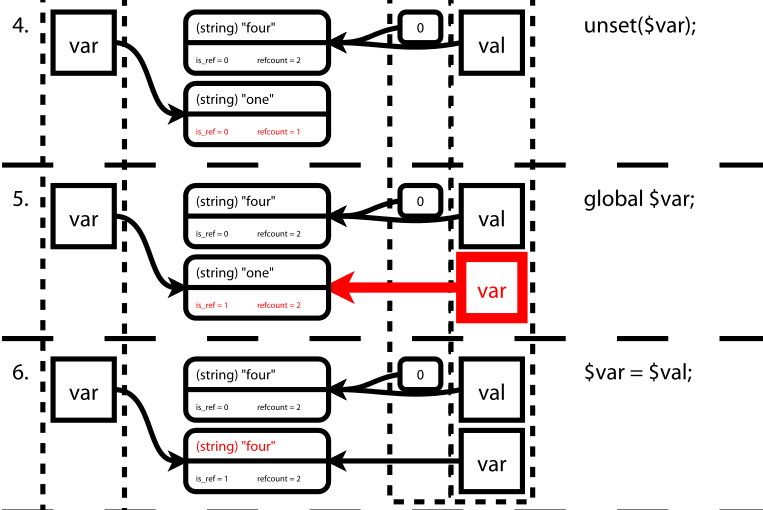 4.
var
(string) "four"
is_ref = 0 refcount = 2
0
val
unset($var);
(string) "one"
is_ref = 0 refcount = 1
5.
var
(string) "four"
is_ref = 0 refcount = 2
0
val
global $var;
(string) "one"
is_ref = 1 refcount = 2
var
6.
var
(string) "four"
is_ref = 0 refcount = 2
0
val
$var = $val;
(string) "four"
is_ref = 1 refcount = 2
var